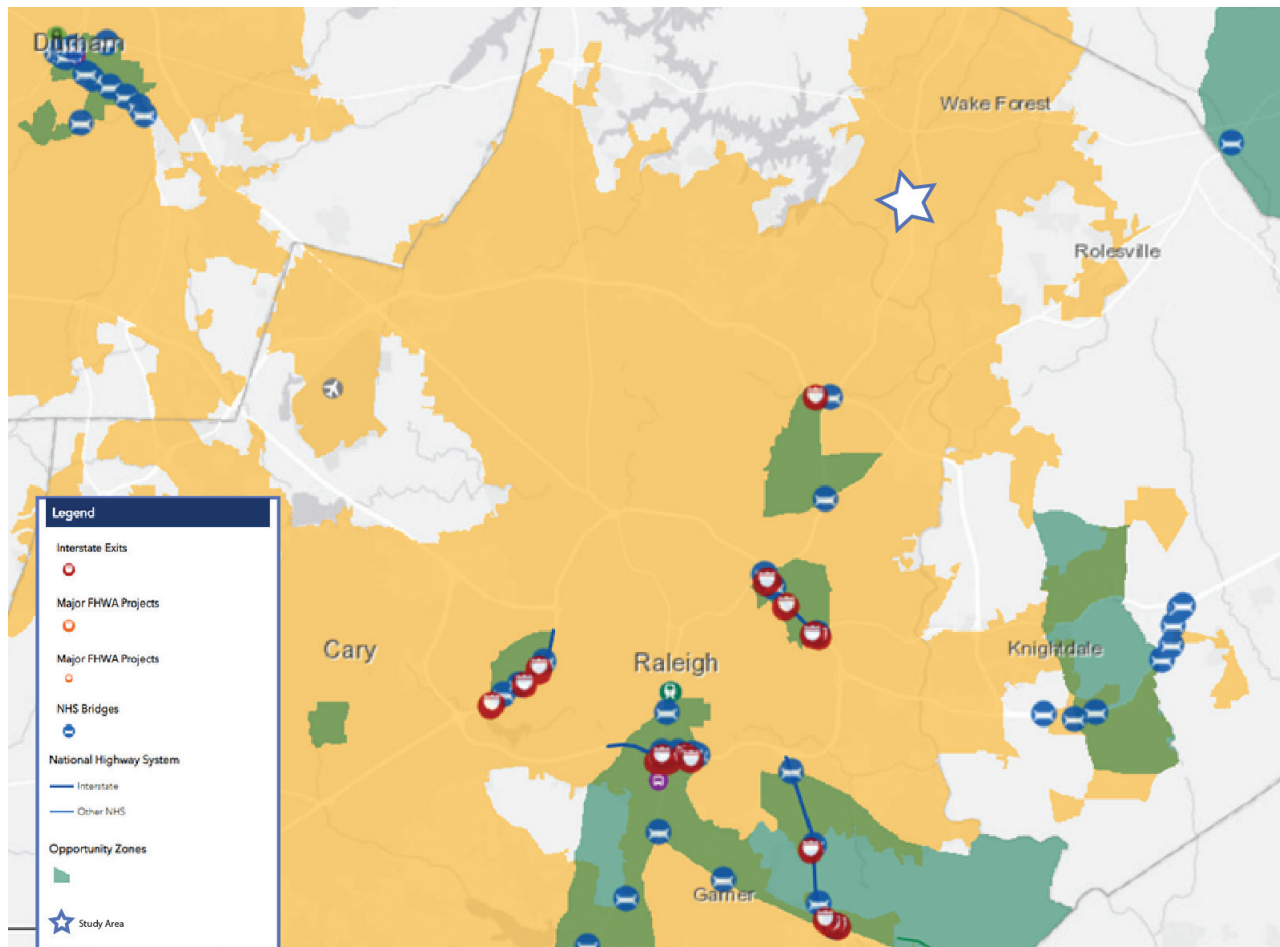 Durham
Wake Forest
Rolesville
Cary
Raleigh
Knightdale
Garner
Legend
Interstate Exits
Major FHWA Projects
Major FHWA Projects
NHS Bridges
National Highway System
Interstate
Other NHS
Opportunity Zones
Study Area